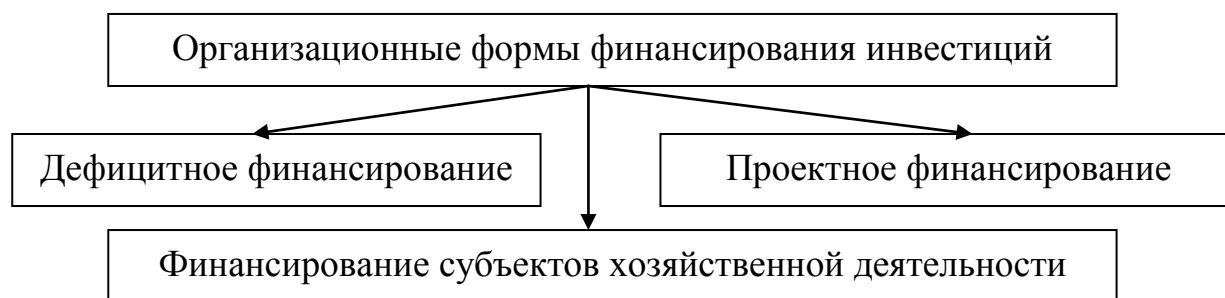 Организационные формы финансирования инвестиций
Дефицитное финансирование
Проектное финансирование
Финансирование субъектов хозяйственной деятельности